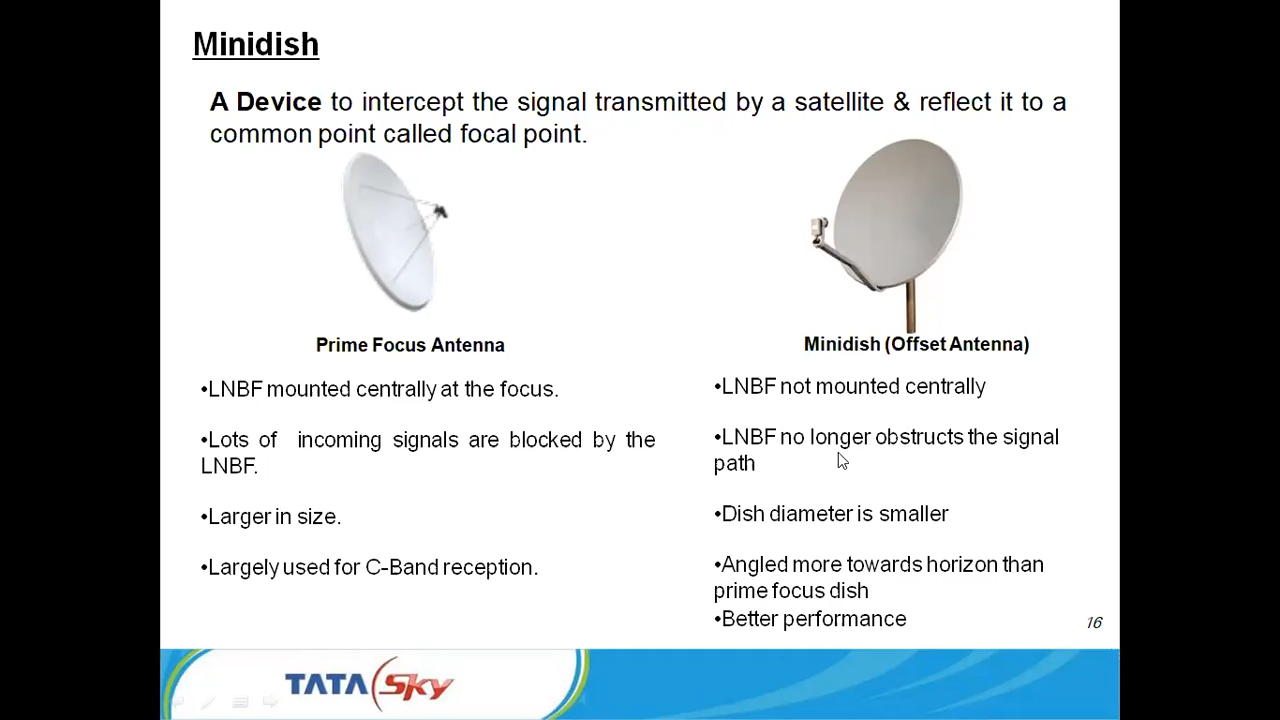 Minidish
A Device to intercept the signal transmitted by a satellite & reflect it to a
common point called focal point.
Prime Focus Antenna
•LNBF mounted centrally at the focus.
•Lots of incoming signals are blocked by the
LNBF.
•Larger in size.
•Largely used for C-Band reception.
Minidish (Offset Antenna)
•LNBF not mounted centrally
•LNBF no longer obstructs the signal
path
•Dish diameter is smaller
•Angled more towards horizon than
prime focus dish
•Better performance
16
TATA Sky